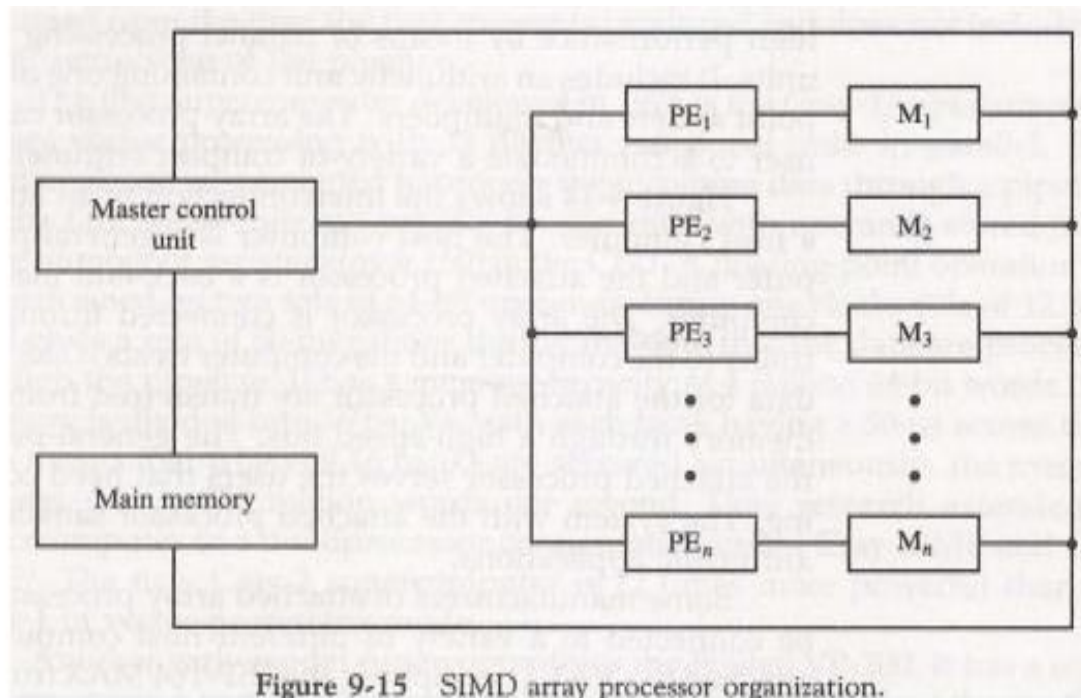 PE₁ M₁
Master control
unit
PE₂ M₂
PE₃ M₃
Main memory
PEₙ Mₙ
Figure 9-15 SIMD array processor organization.